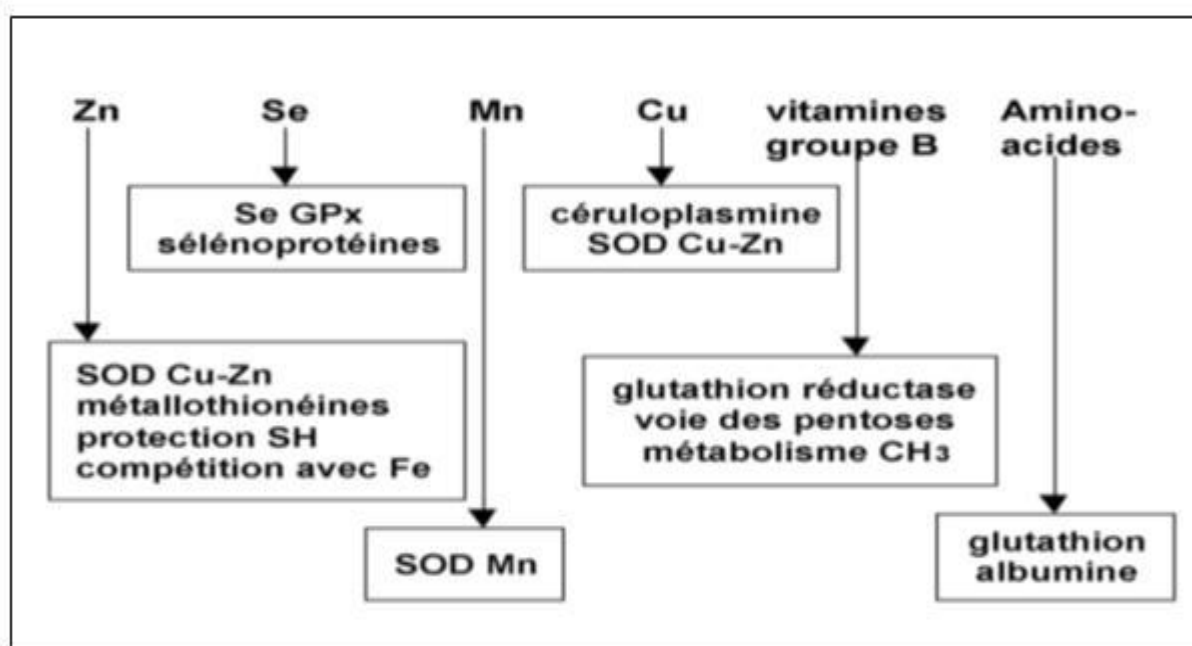 Zn
Se
Mn
Cu
vitamines
groupe B
Amino-
acides
Se GPx
sélénoprotéines
céruloplasmine
SOD Cu-Zn
SOD Cu-Zn
métallothionéines
protection SH
compétition avec Fe
glutathion réductase
voie des pentoses
métabolisme CH₃
SOD Mn
glutathion
albumine